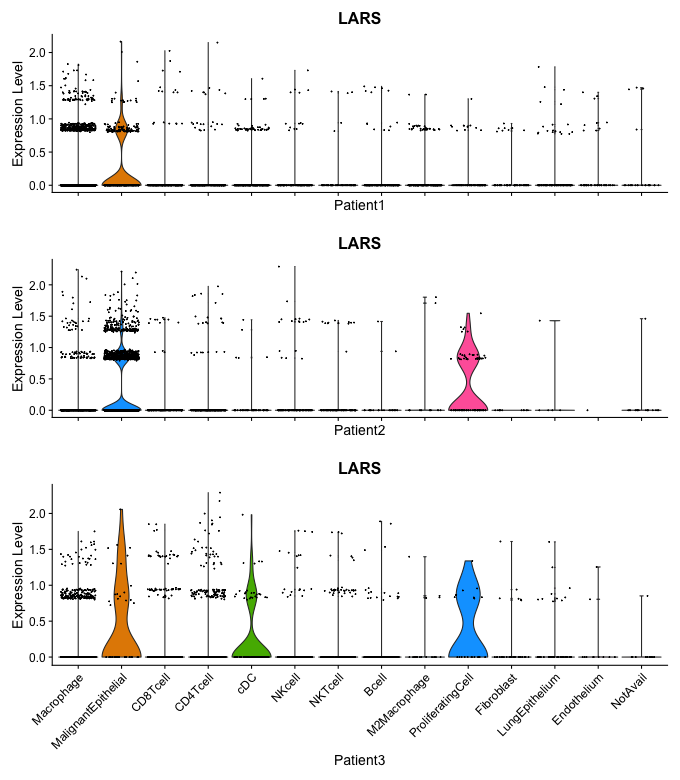 LARS
Expression Level
2.0
1.5
1.0
0.5
0.0
Patient1
LARS
Expression Level
2.0
1.5
1.0
0.5
0.0
Patient2
LARS
Expression Level
2.0
1.5
1.0
0.5
0.0
Macrophage
MalignantEpithelial
CD8Tcell
CD4Tcell
cDC
NKcell
NKTcell
Bcell
M2Macrophage
ProliferatingCell
Fibroblast
LungEpithelium
Endothelium
NotAvail
Patient3